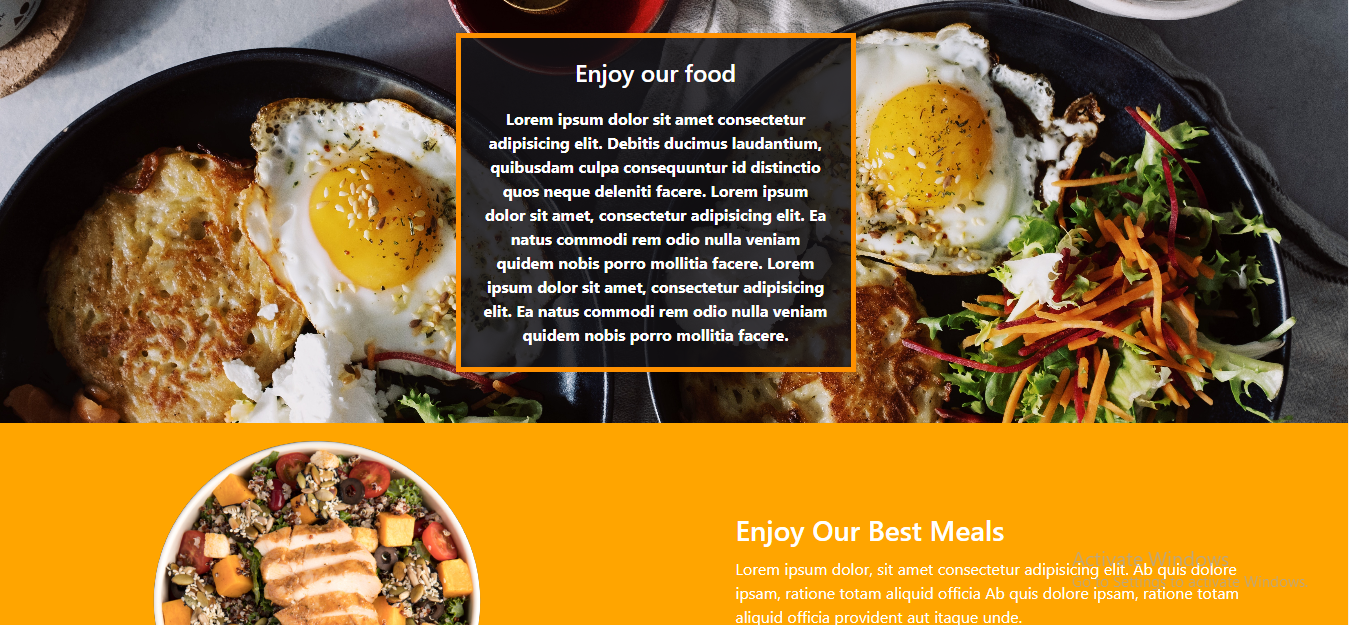 Enjoy our food
Lorem ipsum dolor sit amet consectetur
adipisicing elit. Debitis ducimus laudantium,
quibusdam culpa consequuntur id distinctio
quos neque deleniti facere. Lorem ipsum
dolor sit amet, consectetur adipisicing elit. Ea
natus commodi rem odio nulla veniam
quidem nobis porro mollitia facere. Lorem
ipsum dolor sit amet, consectetur adipisicing
elit. Ea natus commodi rem odio nulla veniam
quidem nobis porro mollitia facere.
Enjoy Our Best Meals
Activate Windows
Lorem ipsum dolor, sit amet consectetur adipisicing elit. Ab quis dolore
Go to Settings to activate Windows.
ipsam, ratione totam aliquid officia Ab quis dolore ipsam, ratione totam
aliquid officia provident aut itaque unde.